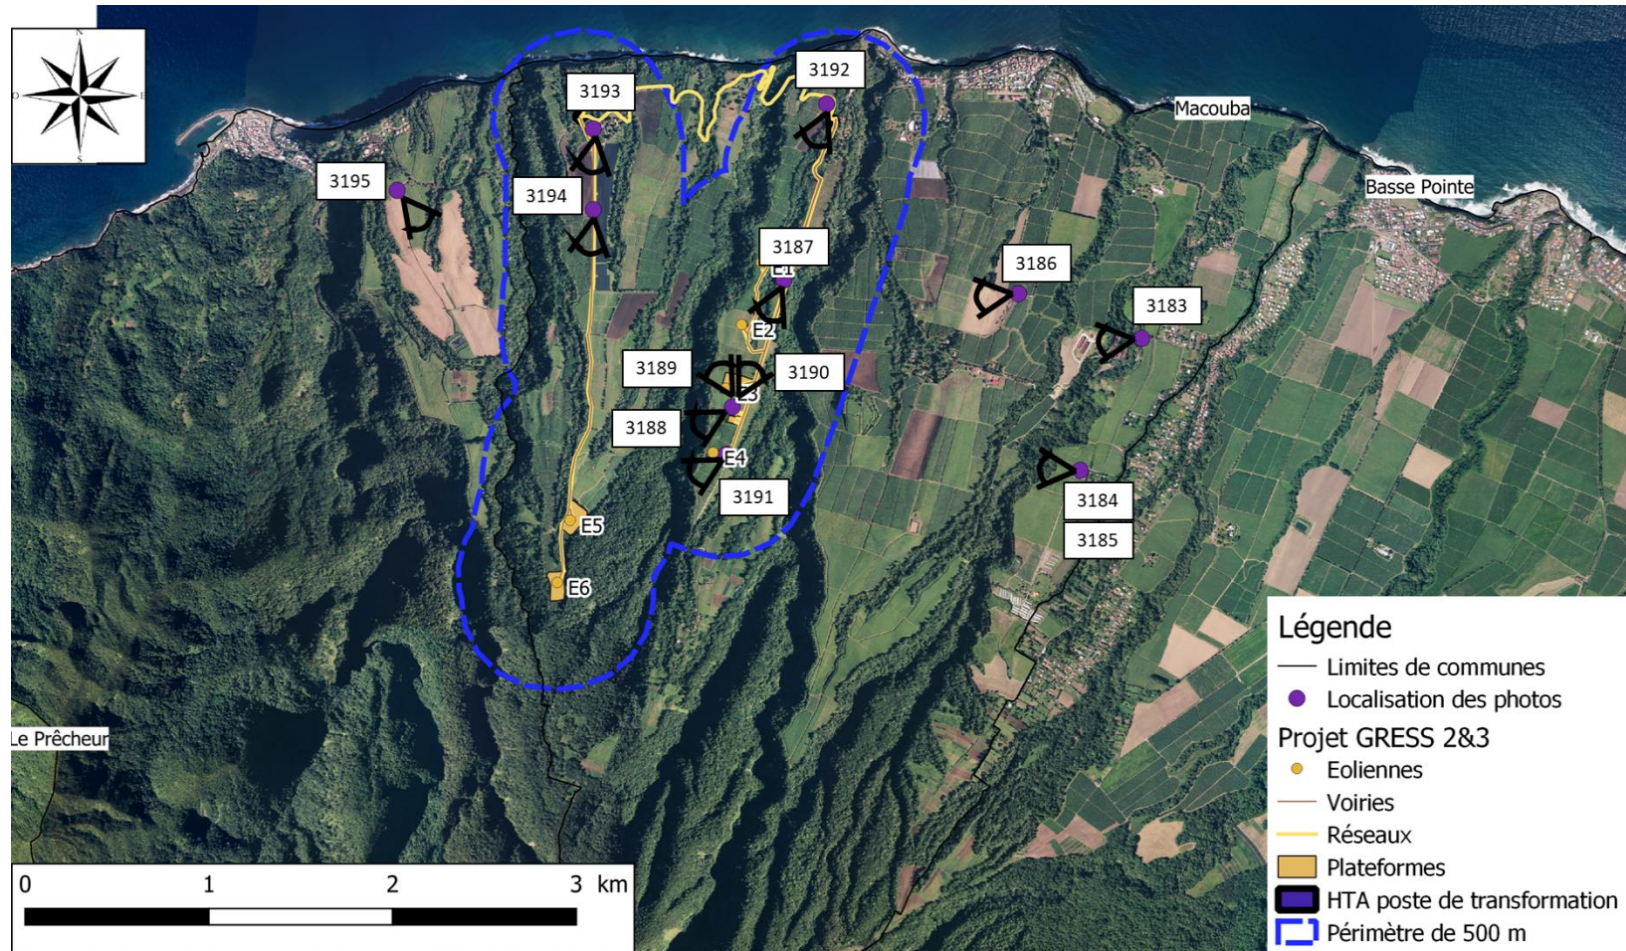 N
O
E
S
3193
3192
Macouba
3195
3194
Basse Pointe
3187
E1
3186
3183
E2
3189
3190
E3
3188
E4
3191
3184
3185
E5
E6
Le Prêcheur
0 1 2 3 km
Légende
Limites de communes
Localisation des photos
Projet GRESS 2&3
Eoliennes
Voiries
Réseaux
Plateformes
HTA poste de transformation
Périmètre de 500 m